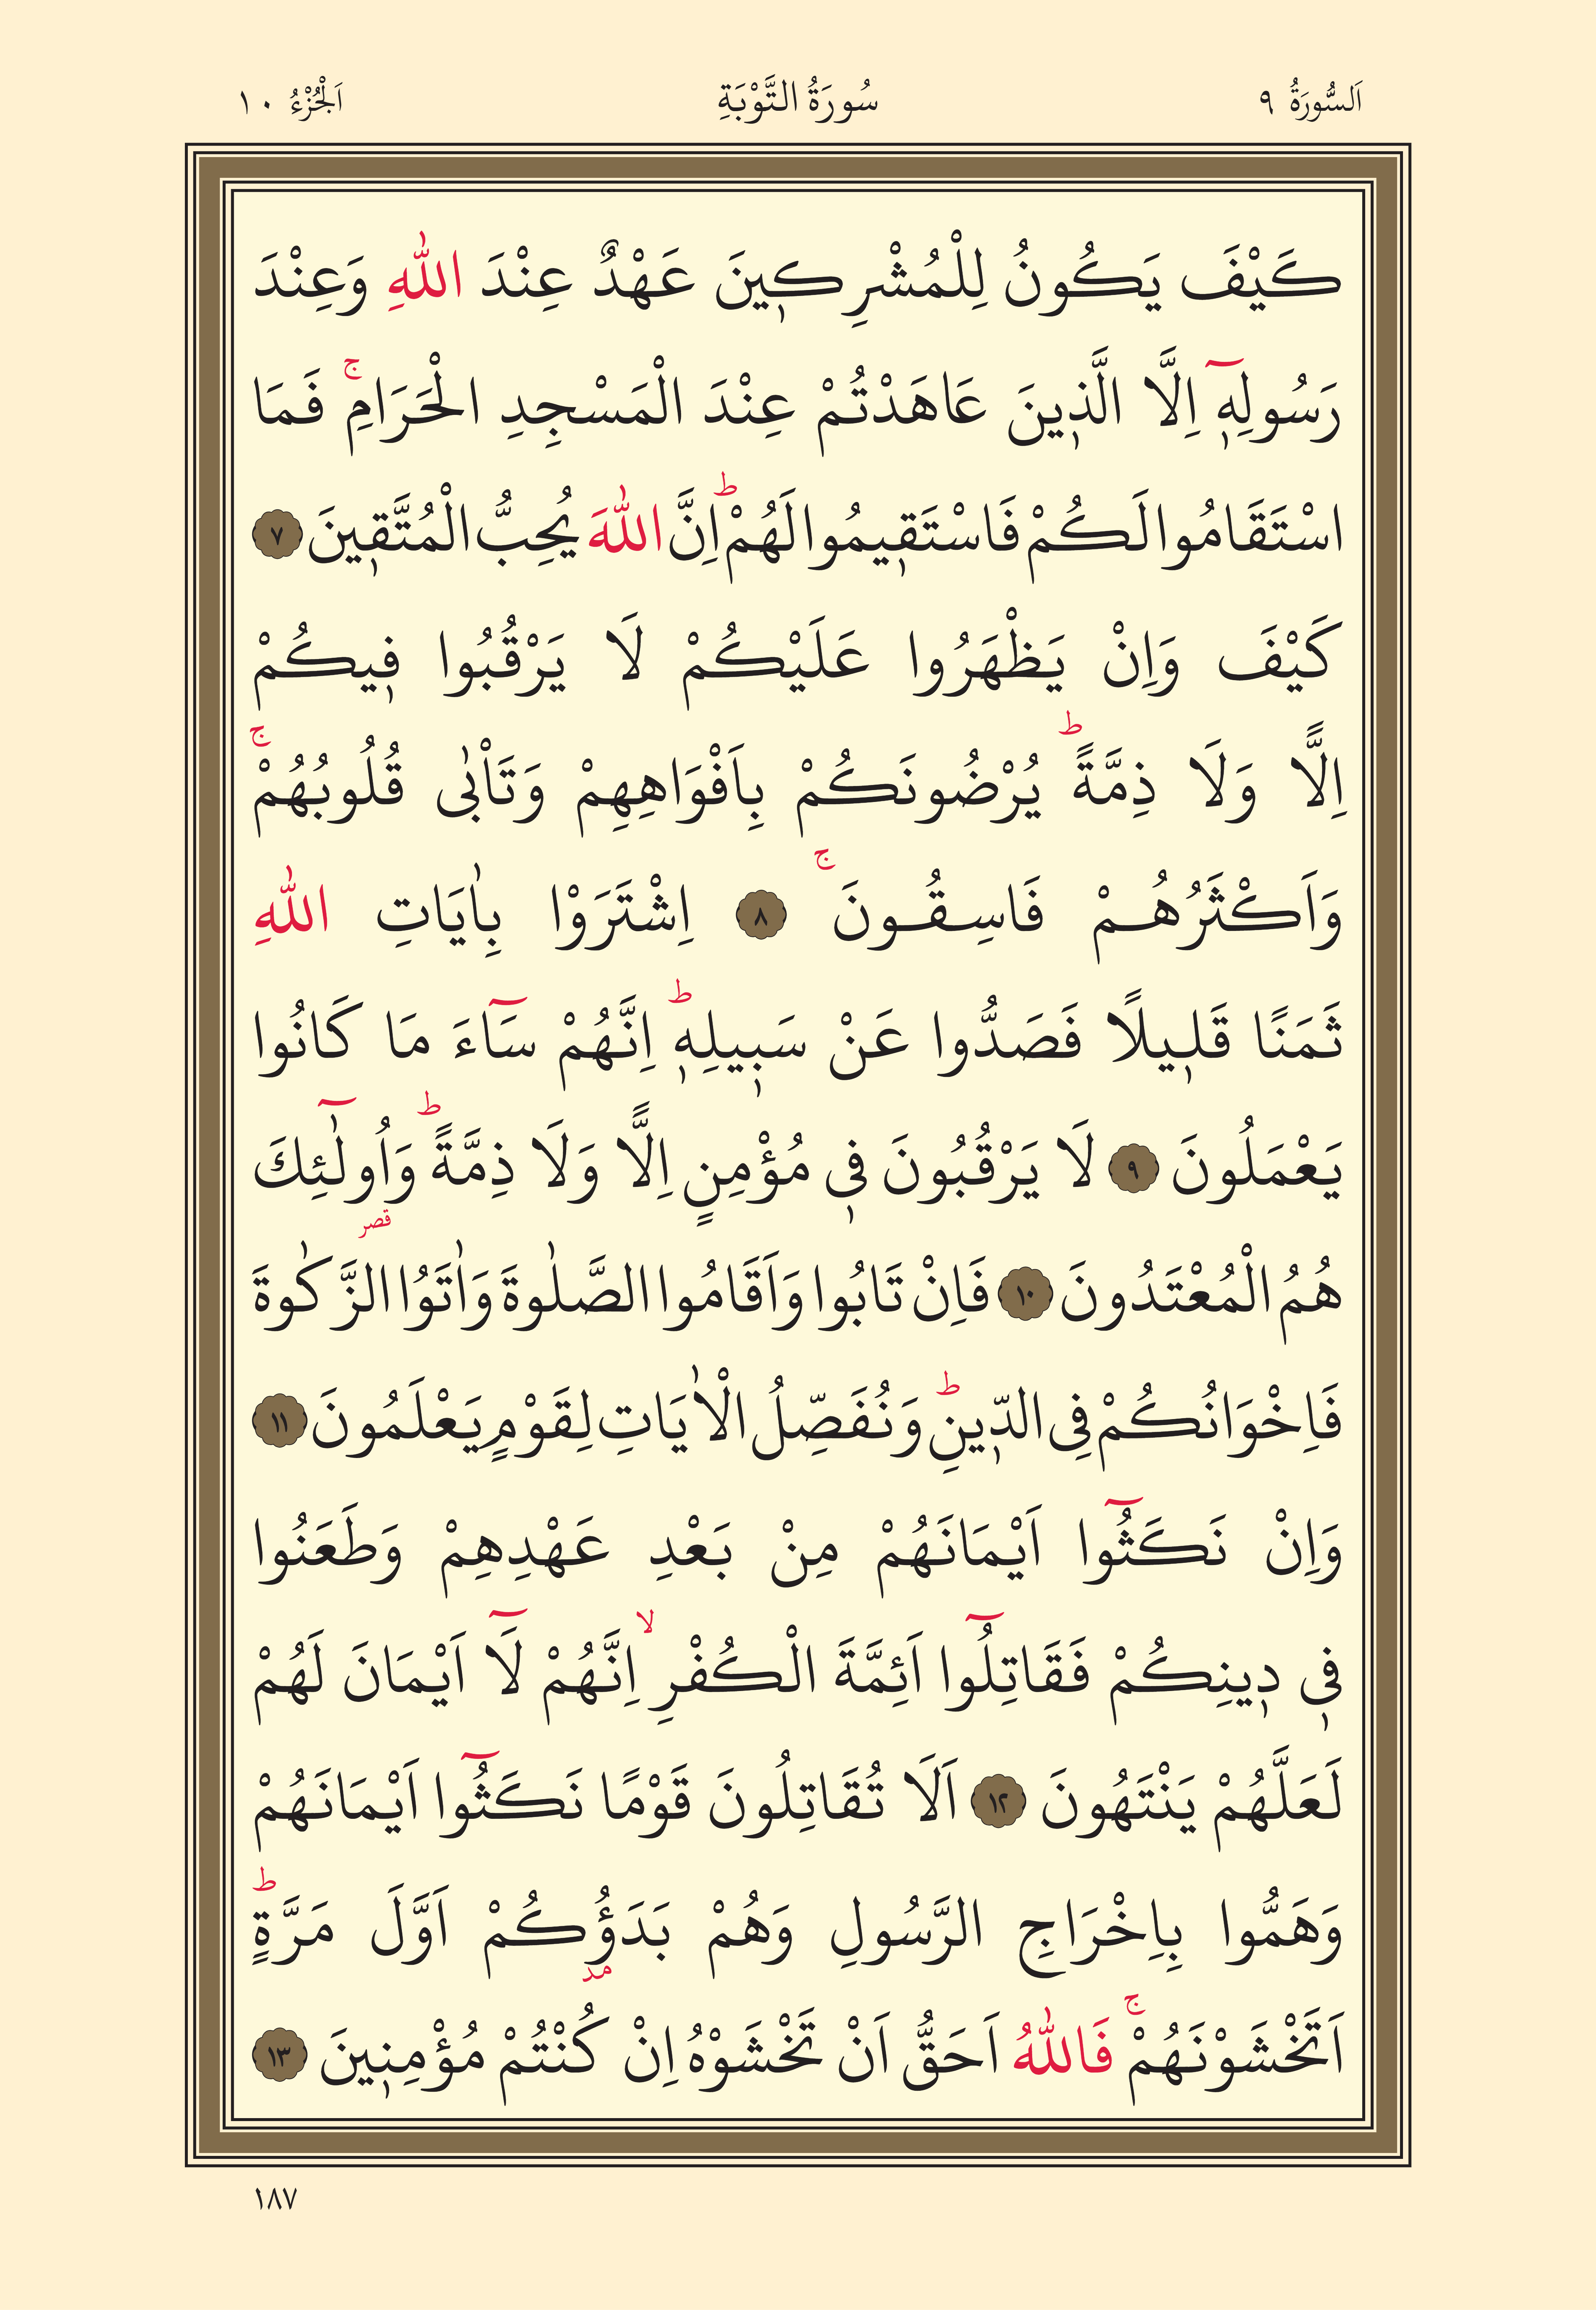 اَلسُّورَةُ ٩ سُورَةُ التَّوْبَةِ اَلْجُزْءُ ١٠
كَيْفَ يَكُونُ لِلْمُشْرِكٖينَ عَهْدٌ عِنْدَ اللّٰهِ وَعِنْدَ
رَسُولِهٖٓ اِلَّا الَّذٖينَ عَاهَدْتُمْ عِنْدَ الْمَسْجِدِ الْحَرَامِۚ فَمَا
اسْتَقَامُوا لَكُمْ فَاسْتَقٖيمُوا لَهُمْؕ اِنَّ اللّٰهَ يُحِبُّ الْمُتَّقٖينَ ٧
كَيْفَ وَاِنْ يَظْهَرُوا عَلَيْكُمْ لَا يَرْقُبُوا فٖيكُمْ
اِلًّا وَلَا ذِمَّةًؕ يُرْضُونَكُمْ بِاَفْوَاهِهِمْ وَتَاْبٰى قُلُوبُهُمْۚ
وَاَكْثَرُهُمْ فَاسِقُونَۚ ٨ اِشْتَرَوْا بِاٰيَاتِ اللّٰهِ
ثَمَنًا قَلٖيلًا فَصَدُّوا عَنْ سَبٖيلِهٖؕ اِنَّهُمْ سَٓاءَ مَا كَانُوا
يَعْمَلُونَ ٩ لَا يَرْقُبُونَ فٖي مُؤْمِنٍ اِلًّا وَلَا ذِمَّةًؕ وَاُولٰٓئِكَ
هُمُ الْمُعْتَدُونَ ١٠ فَاِنْ تَابُوا وَاَقَامُوا الصَّلٰوةَ وَاٰتَوُا الزَّكٰوةَ قصر
فَاِخْوَانُكُمْ فِي الدّٖينِؕ وَنُفَصِّلُ الْاٰيَاتِ لِقَوْمٍ يَعْلَمُونَ ١١
وَاِنْ نَكَثُٓوا اَيْمَانَهُمْ مِنْ بَعْدِ عَهْدِهِمْ وَطَعَنُوا
فٖي دٖينِكُمْ فَقَاتِلُٓوا اَئِمَّةَ الْكُفْرِۙ اِنَّهُمْ لَٓا اَيْمَانَ لَهُمْ
لَعَلَّهُمْ يَنْتَهُونَ ١٢ اَلَا تُقَاتِلُونَ قَوْمًا نَكَثُٓوا اَيْمَانَهُمْ
وَهَمُّوا بِاِخْرَاجِ الرَّسُولِ وَهُمْ بَدَؤُكُمْ اَوَّلَ مَرَّةٍؕ مد
اَتَخْشَوْنَهُمْۚ فَاللّٰهُ اَحَقُّ اَنْ تَخْشَوْهُ اِنْ كُنْتُمْ مُؤْمِنٖينَ ١٣
١٨٧